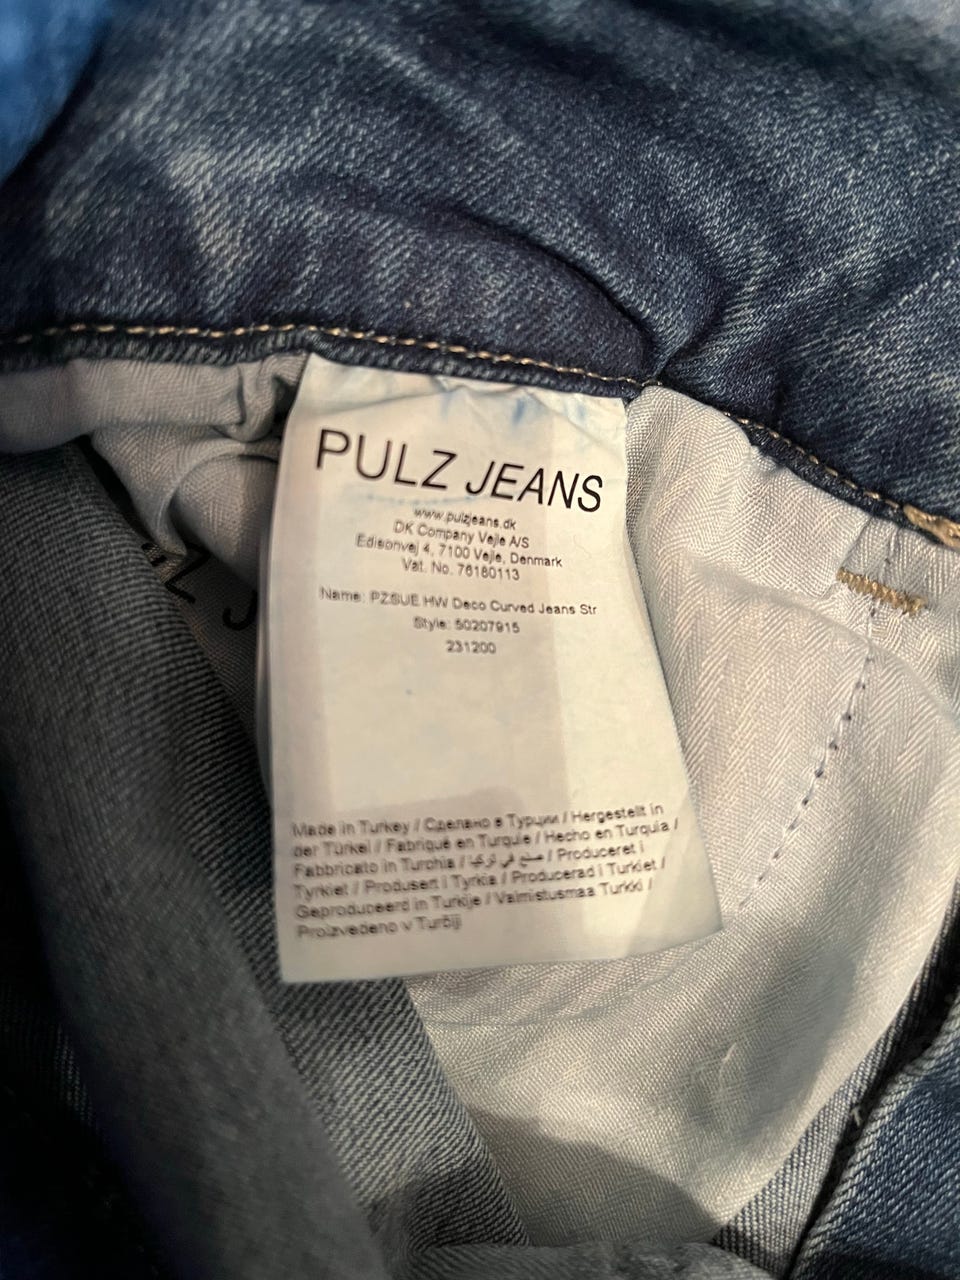 PULZ JEANS
www.pulzjeans.dk
DK Company Vejle A/S
Edisonvej 4, 7100 Vejle, Denmark
Vat. No. 76180113
Name: PZSUE HW Deco Curved Jeans Str
Style: 50207915
231200
Made in Turkey / Сделано в Турции / Hergestellt in
der Türkei / Fabriqué en Turquie / Hecho en Turquía /
Fabbricato in Turchia / صنع في تركيا / Produceret i
Tyrkiet / Produsert i Tyrkia / Producerad i Turkiet /
Geproduceerd in Turkije / Valmistusmaa Turkki /
Proizvedeno v Turčiji
Z J